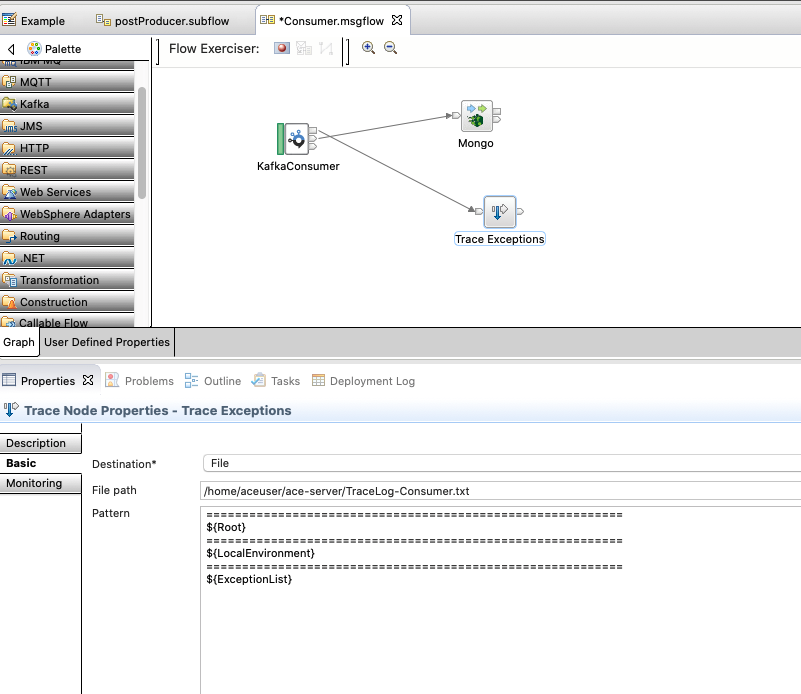 Example
postProducer.subflow
*Consumer.msgflow
Palette
Flow Exerciser:
IBM MQ
MQTT
Kafka
JMS
HTTP
REST
Web Services
WebSphere Adapters
Routing
.NET
Transformation
Construction
Callable Flow
KafkaConsumer
Mongo
Trace Exceptions
Graph
User Defined Properties
Properties
Problems
Outline
Tasks
Deployment Log
Trace Node Properties - Trace Exceptions
Description
Basic
Monitoring
Destination*
File
File path
/home/aceuser/ace-server/TraceLog-Consumer.txt
Pattern
==========================================================
${Root}
==========================================================
${LocalEnvironment}
==========================================================
${ExceptionList}